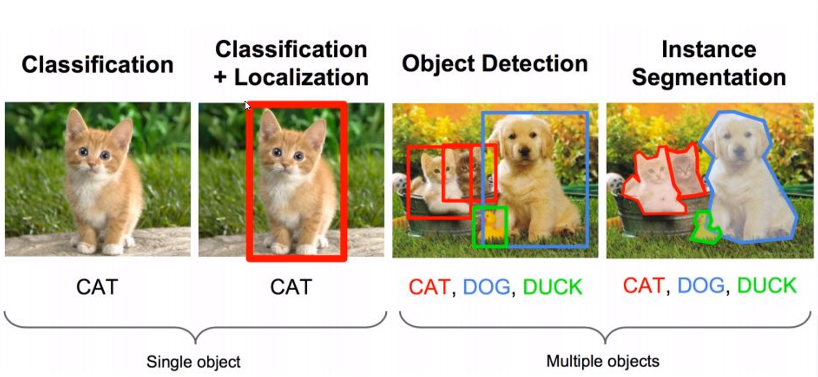 Classification
Classification
+ Localization
Object Detection
Instance
Segmentation
CAT
CAT
CAT, DOG, DUCK
CAT, DOG, DUCK
Single object
Multiple objects